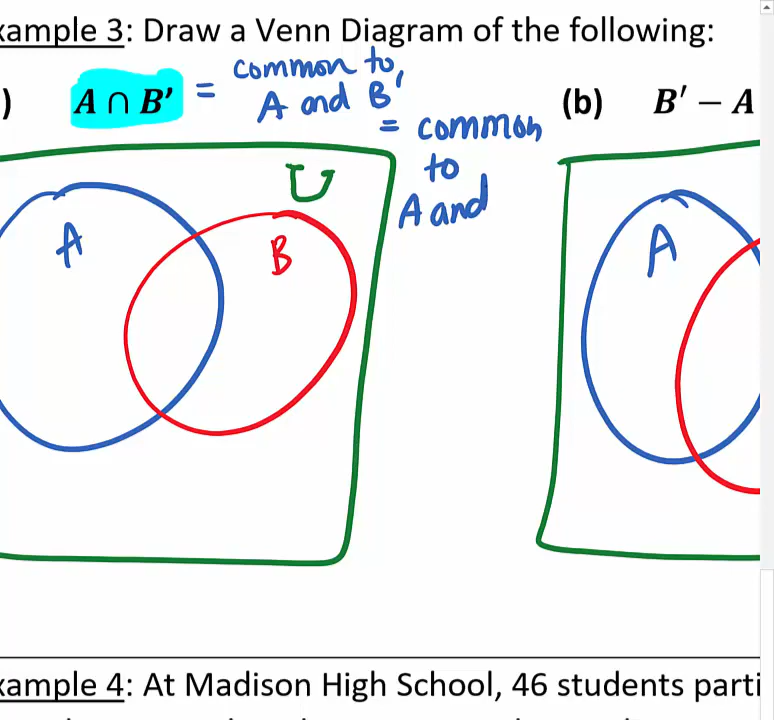 xample 3: Draw a Venn Diagram of the following:
) A ∩ B′ = common to, A and B′
= common to A and
(b) B′ − A
U
A
B
A
xample 4: At Madison High School, 46 students parti